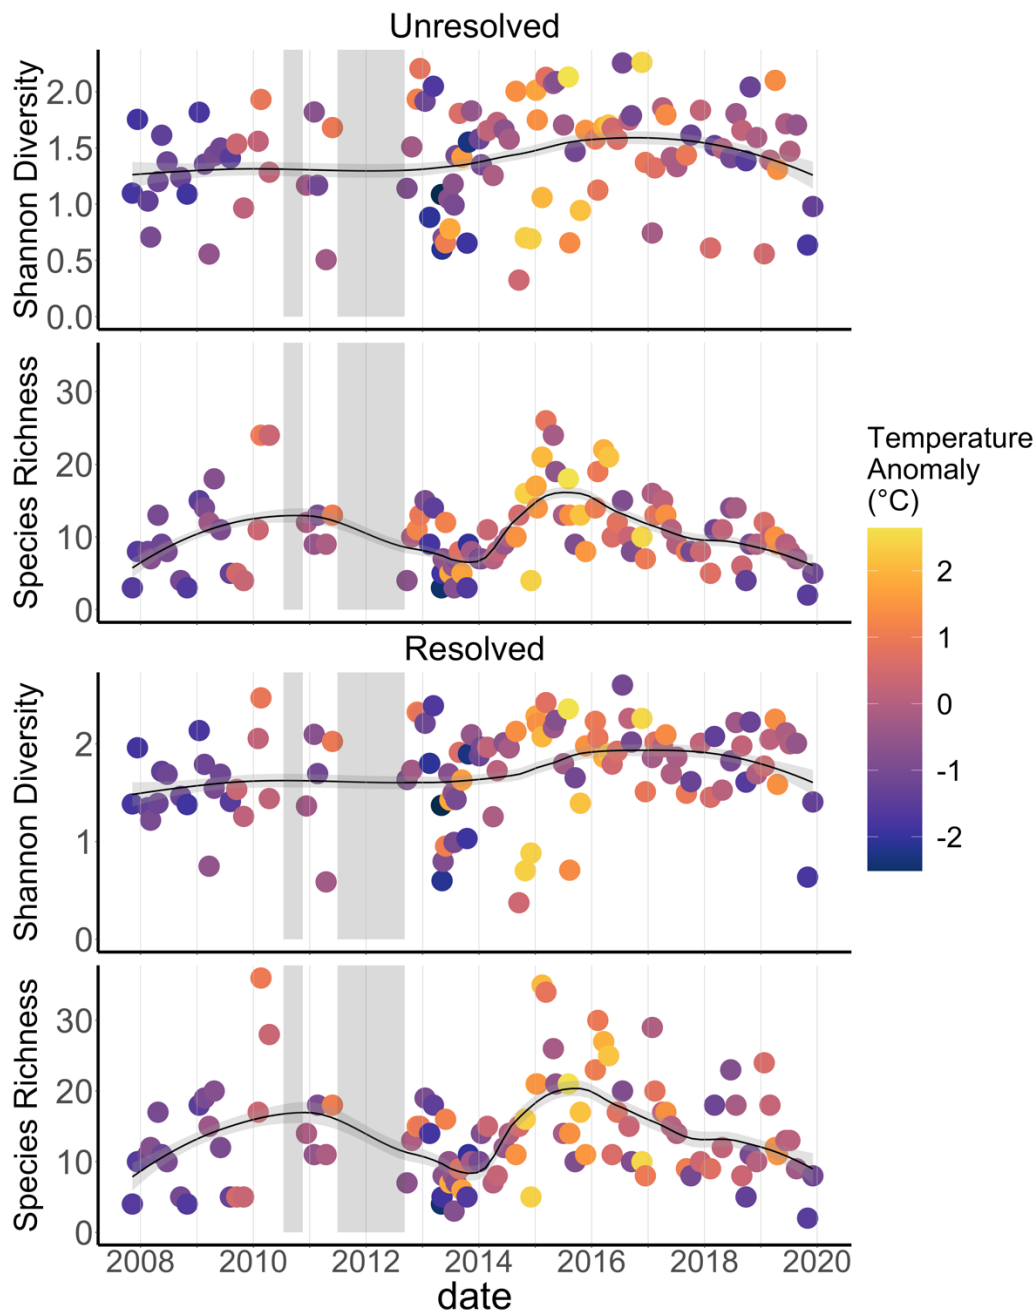 Unresolved
Shannon Diversity
2.0
1.5
1.0
0.5
0.0
Species Richness
30
20
10
0
Temperature
Anomaly
(°C)
2
1
0
-1
-2
Resolved
Shannon Diversity
2
1
0
Species Richness
30
20
10
0
2008 2010 2012 2014 2016 2018 2020
date